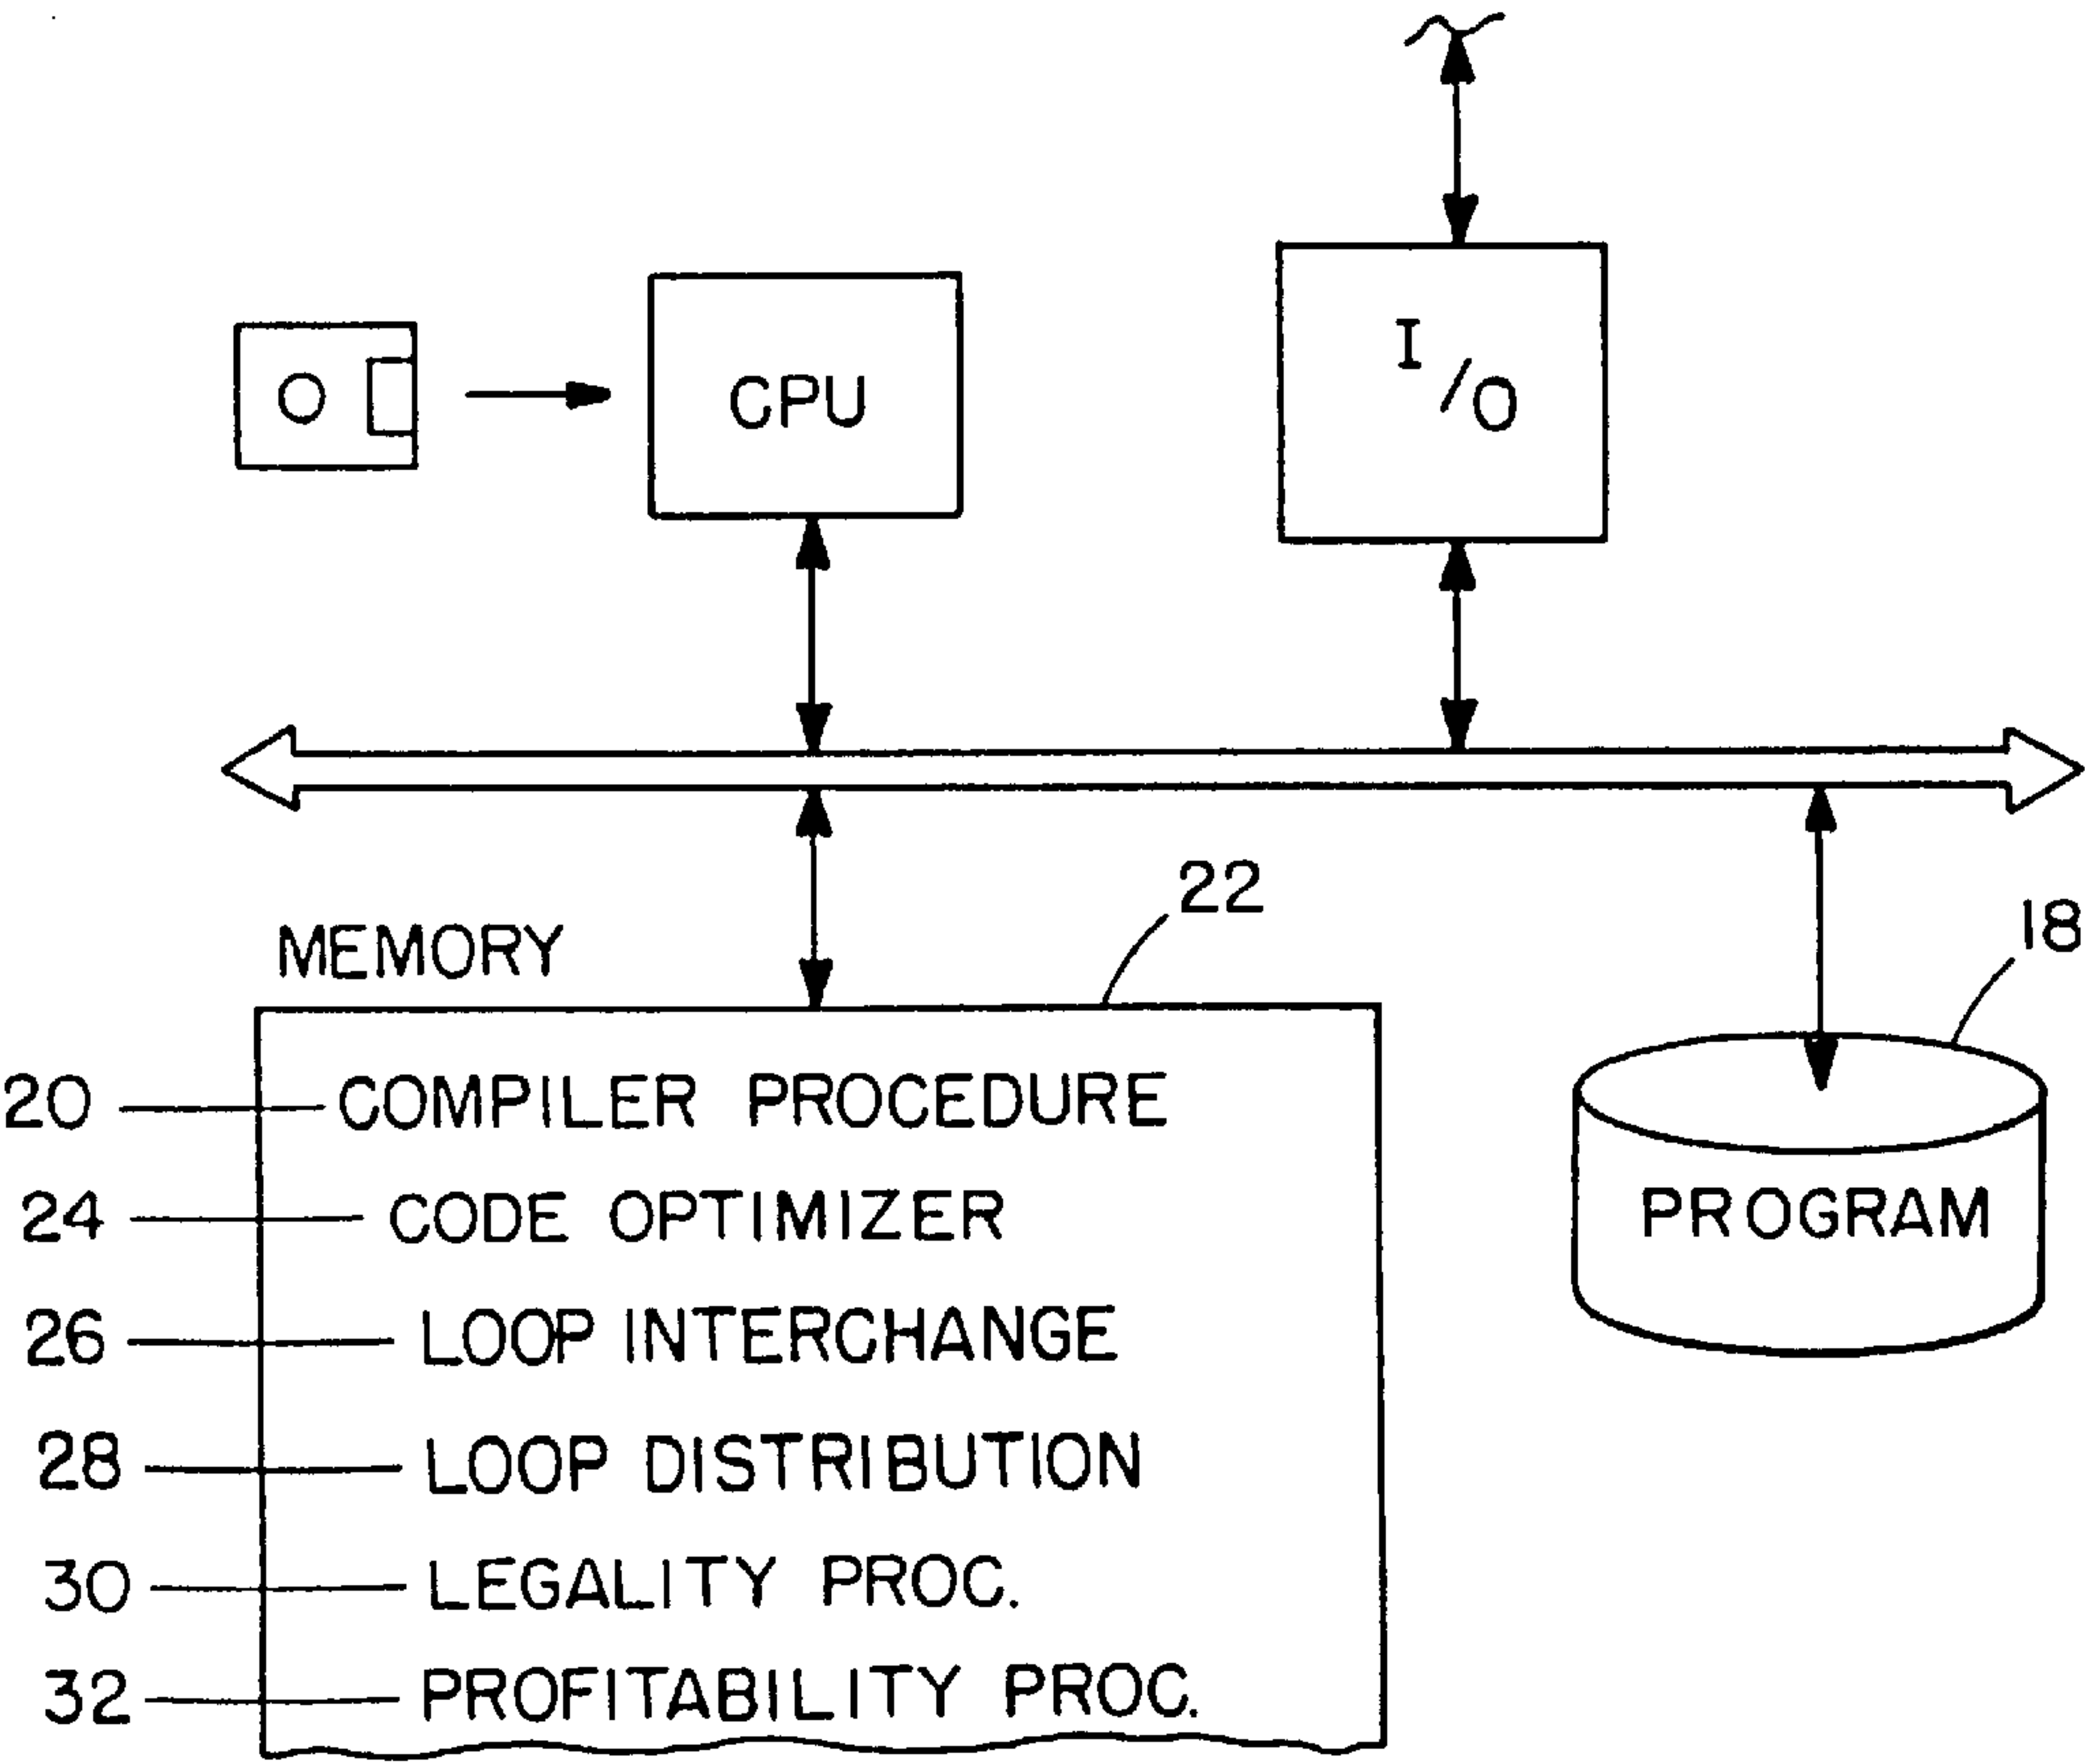 CPU
I/O
22
18
MEMORY
20 COMPILER PROCEDURE
24 CODE OPTIMIZER
26 LOOP INTERCHANGE
28 LOOP DISTRIBUTION
30 LEGALITY PROC.
32 PROFITABILITY PROC.
PROGRAM